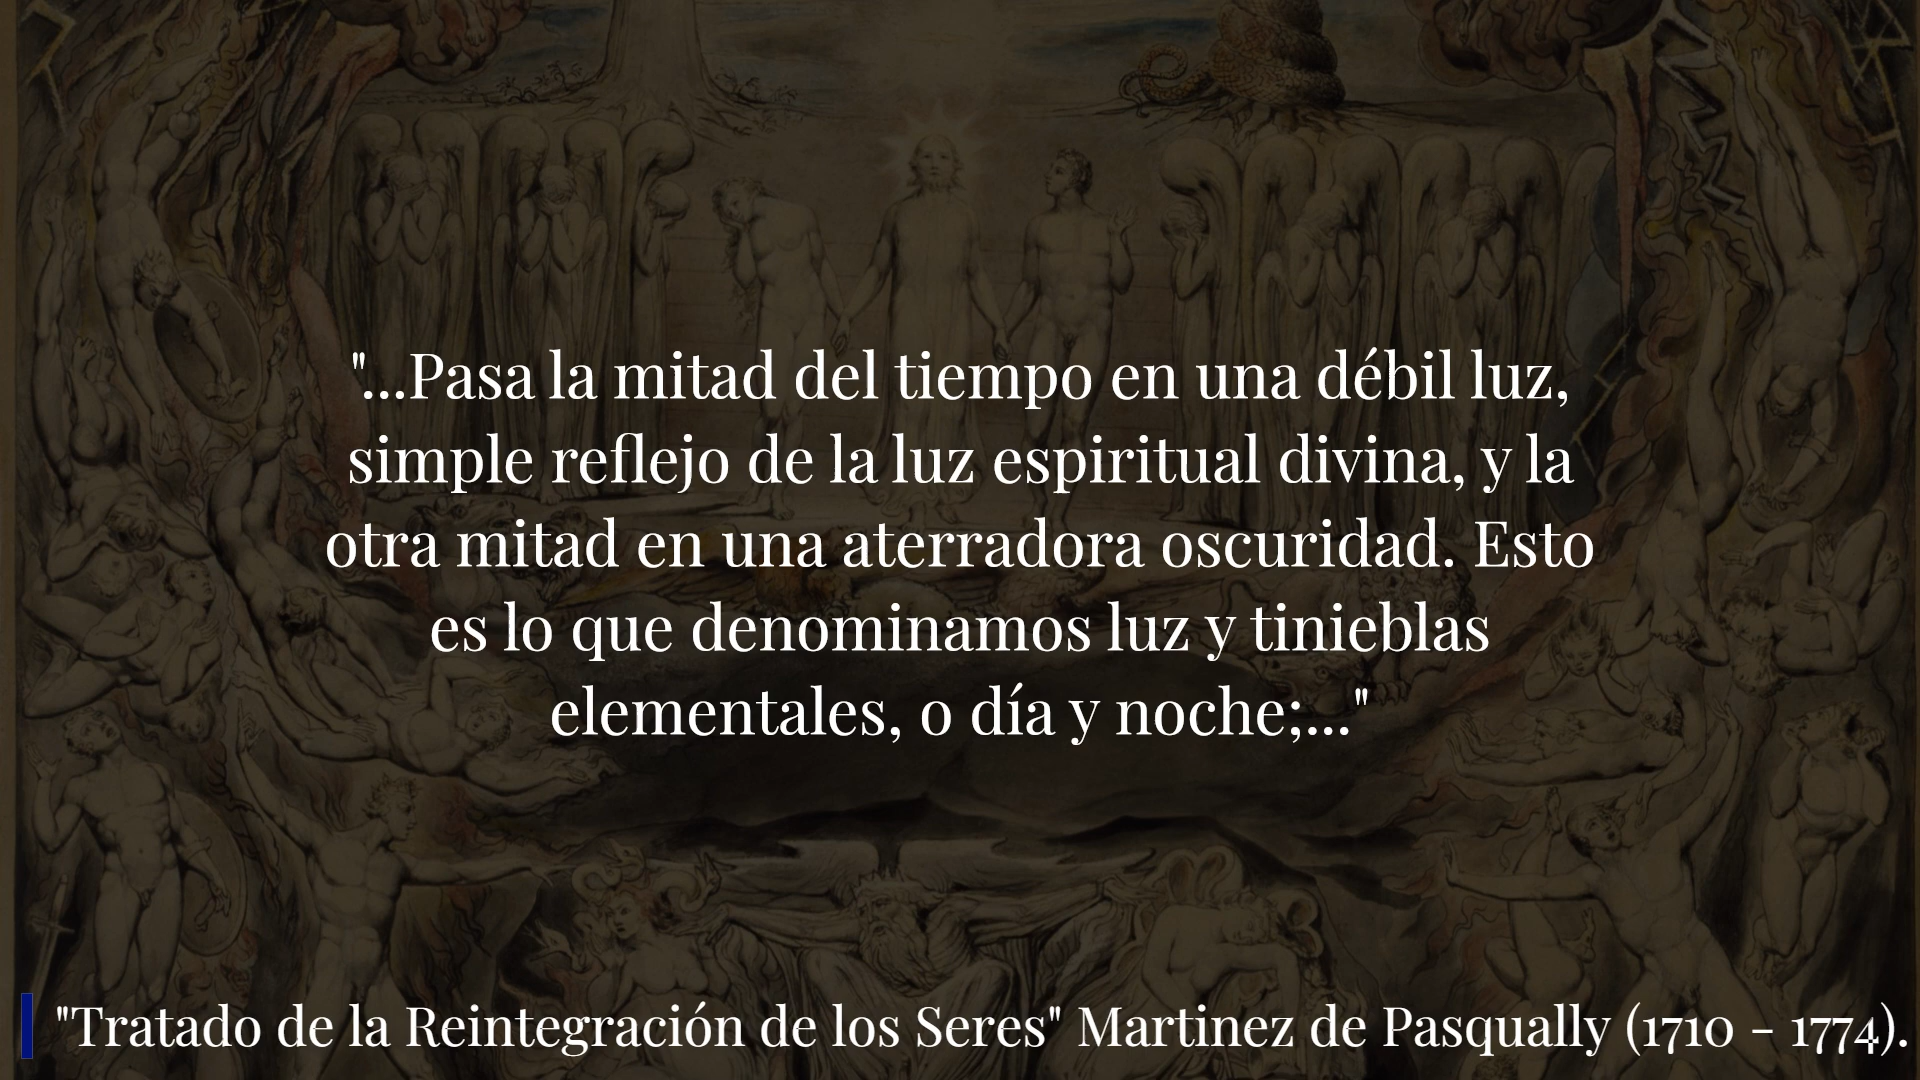 "...Pasa la mitad del tiempo en una débil luz,
simple reflejo de la luz espiritual divina, y la
otra mitad en una aterradora oscuridad. Esto
es lo que denominamos luz y tinieblas
elementales, o día y noche;..."
"Tratado de la Reintegración de los Seres" Martinez de Pasqually (1710 - 1774).